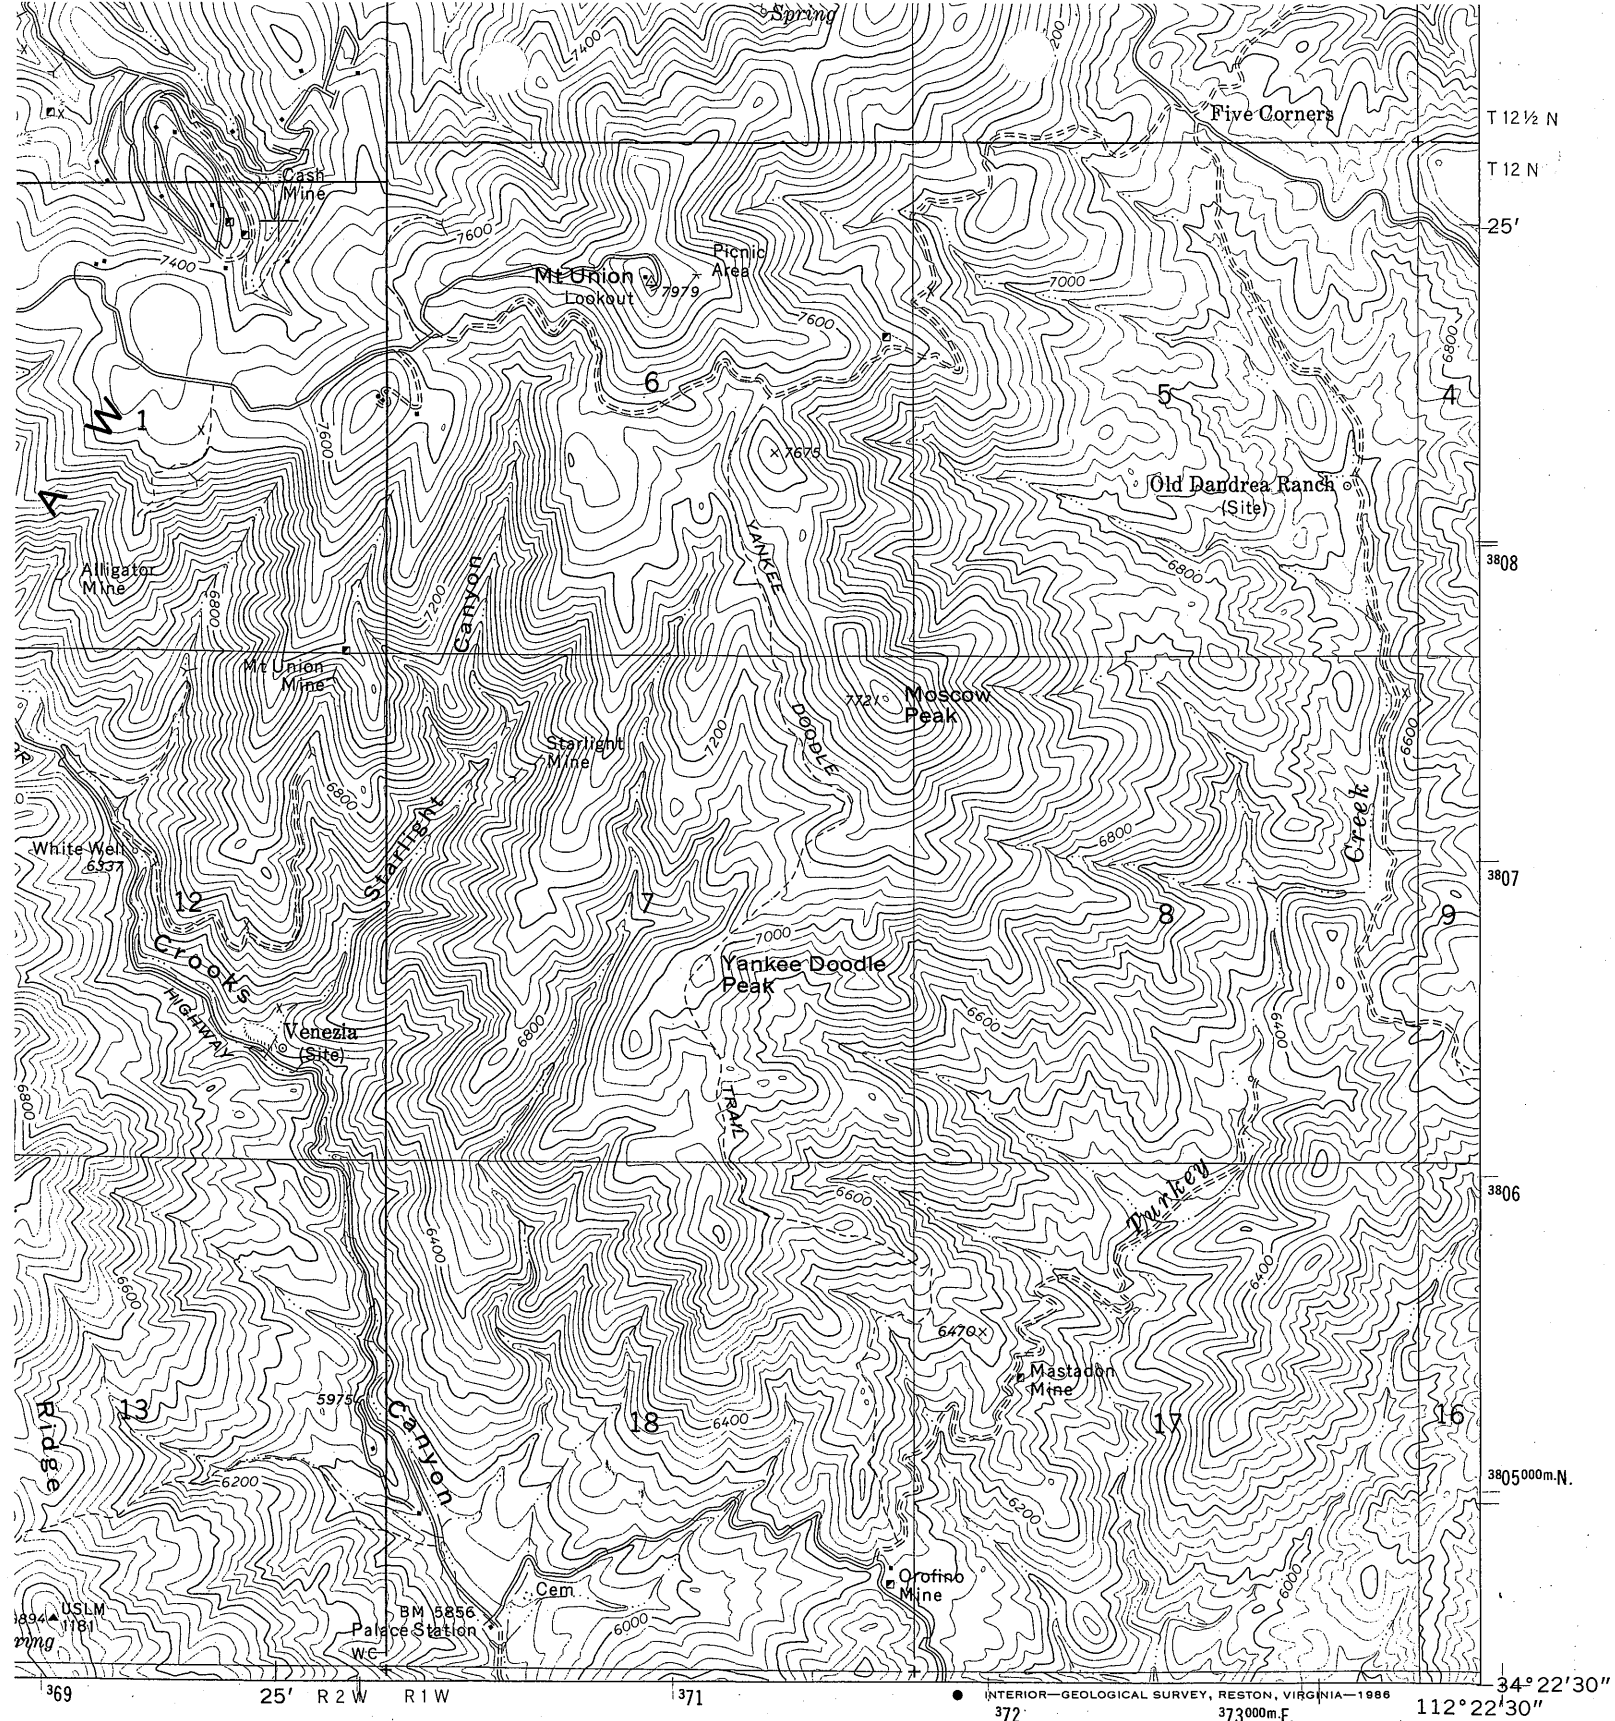 Spring
7400
200
Five Corners
T 12½ N
T 12 N
Cash
Mine
25'
7600
7400
Picnic
Area
Mt Union
Lookout
7979
7000
7600
6800
6
5
4
W
1
7600
7675
A
Old Dandrea Ranch
(Site)
YANKEE
3808
Alligator
Mine
6800
7200
Canyon
6800
Mt Union
Mine
7721
Moscow
Peak
DOODLE
7200
6600
Starlight
Mine
6800
Starlight
6800
Creek
White Well
6337
3807
12
7
8
9
Crooks
7000
Yankee Doodle
Peak
HIGHWAY
6600
6400
Venezia
(Site)
6800
6800
TRAIL
Turkey
6600
3806
6400
6600
6400
6470
Mastadon
Mine
5975
13
Ridge
Canyon
18
6400
17
16
6200
3805000m.N.
6200
Orofino
Mine
6000
Cem
USLM
1181
BM 5856
Palace Station
6000
WC
34°22'30"
369
25'
R 2 W
R 1 W
371
INTERIOR—GEOLOGICAL SURVEY, RESTON, VIRGINIA—1986
372
373000m.E.
112°22'30"